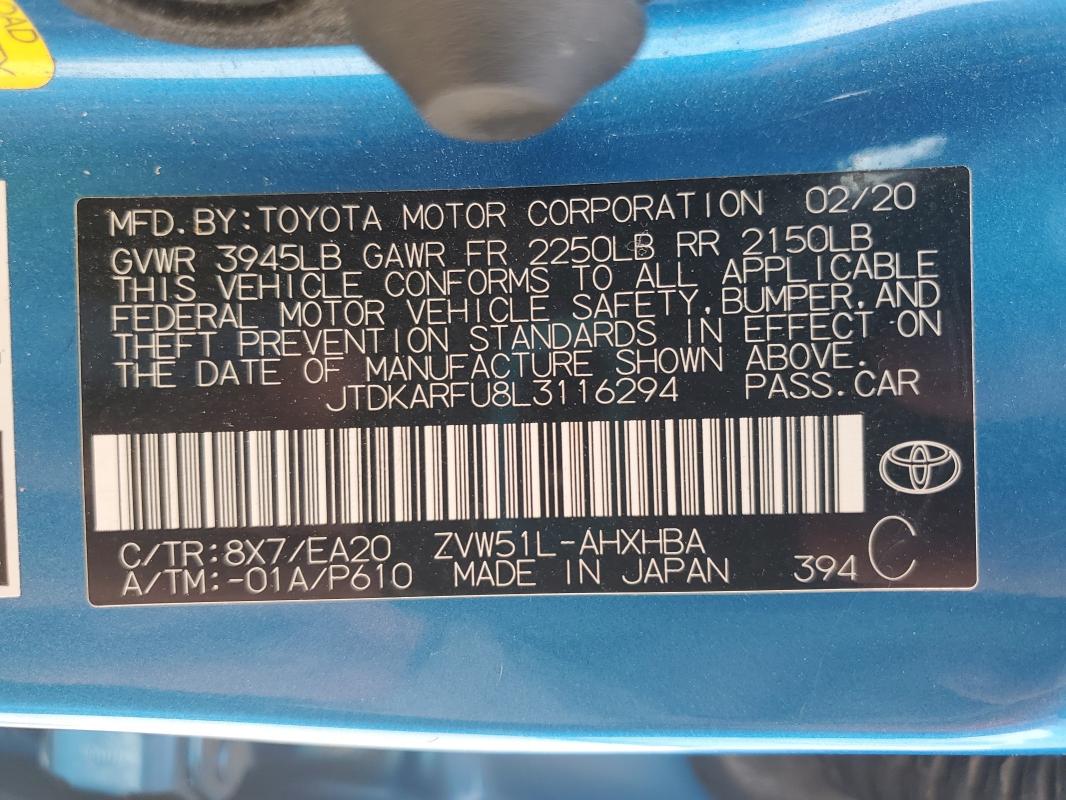 OAD
MFD. BY: TOYOTA MOTOR CORPORATION 02/20
GVWR 3945LB GAWR FR 2250LB RR 2150LB
THIS VEHICLE CONFORMS TO ALL APPLICABLE
FEDERAL MOTOR VEHICLE SAFETY, BUMPER, AND
THEFT PREVENTION STANDARDS IN EFFECT ON
THE DATE OF MANUFACTURE SHOWN ABOVE.
JTDKARFU8L3116294 PASS. CAR
C/TR: 8X7/EA20 ZVW51L-AHXHBA
A/TM: -01A/P610 MADE IN JAPAN 394 C